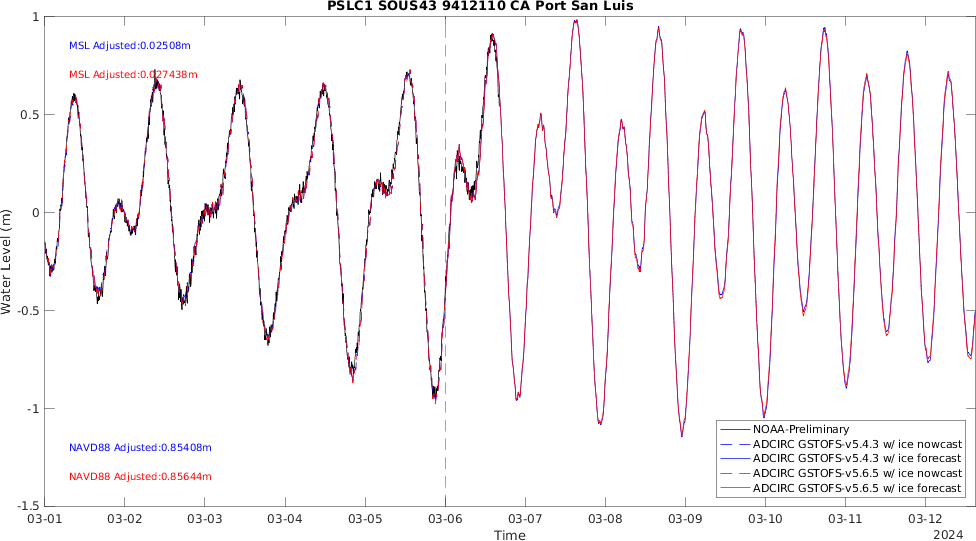 PSLC1 SOUS43 9412110 CA Port San Luis
MSL Adjusted:0.02508m
MSL Adjusted:0.027438m
NAVD88 Adjusted:0.85408m
NAVD88 Adjusted:0.85644m
Water Level (m)
1
0.5
0
-0.5
-1
-1.5
NOAA-Preliminary
ADCIRC GSTOFS-v5.4.3 w/ ice nowcast
ADCIRC GSTOFS-v5.4.3 w/ ice forecast
ADCIRC GSTOFS-v5.6.5 w/ ice nowcast
ADCIRC GSTOFS-v5.6.5 w/ ice forecast
03-01 03-02 03-03 03-04 03-05 03-06 03-07 03-08 03-09 03-10 03-11 03-12
2024
Time